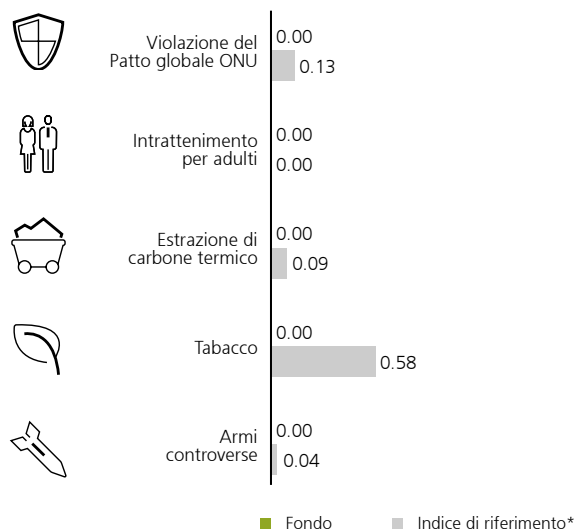 Violazione del
Patto globale ONU
0.00
0.13
Intrattenimento
per adulti
0.00
0.00
Estrazione di
carbone termico
0.00
0.09
Tabacco
0.00
0.58
Armi
controverse
0.00
0.04
Fondo
Indice di riferimento*